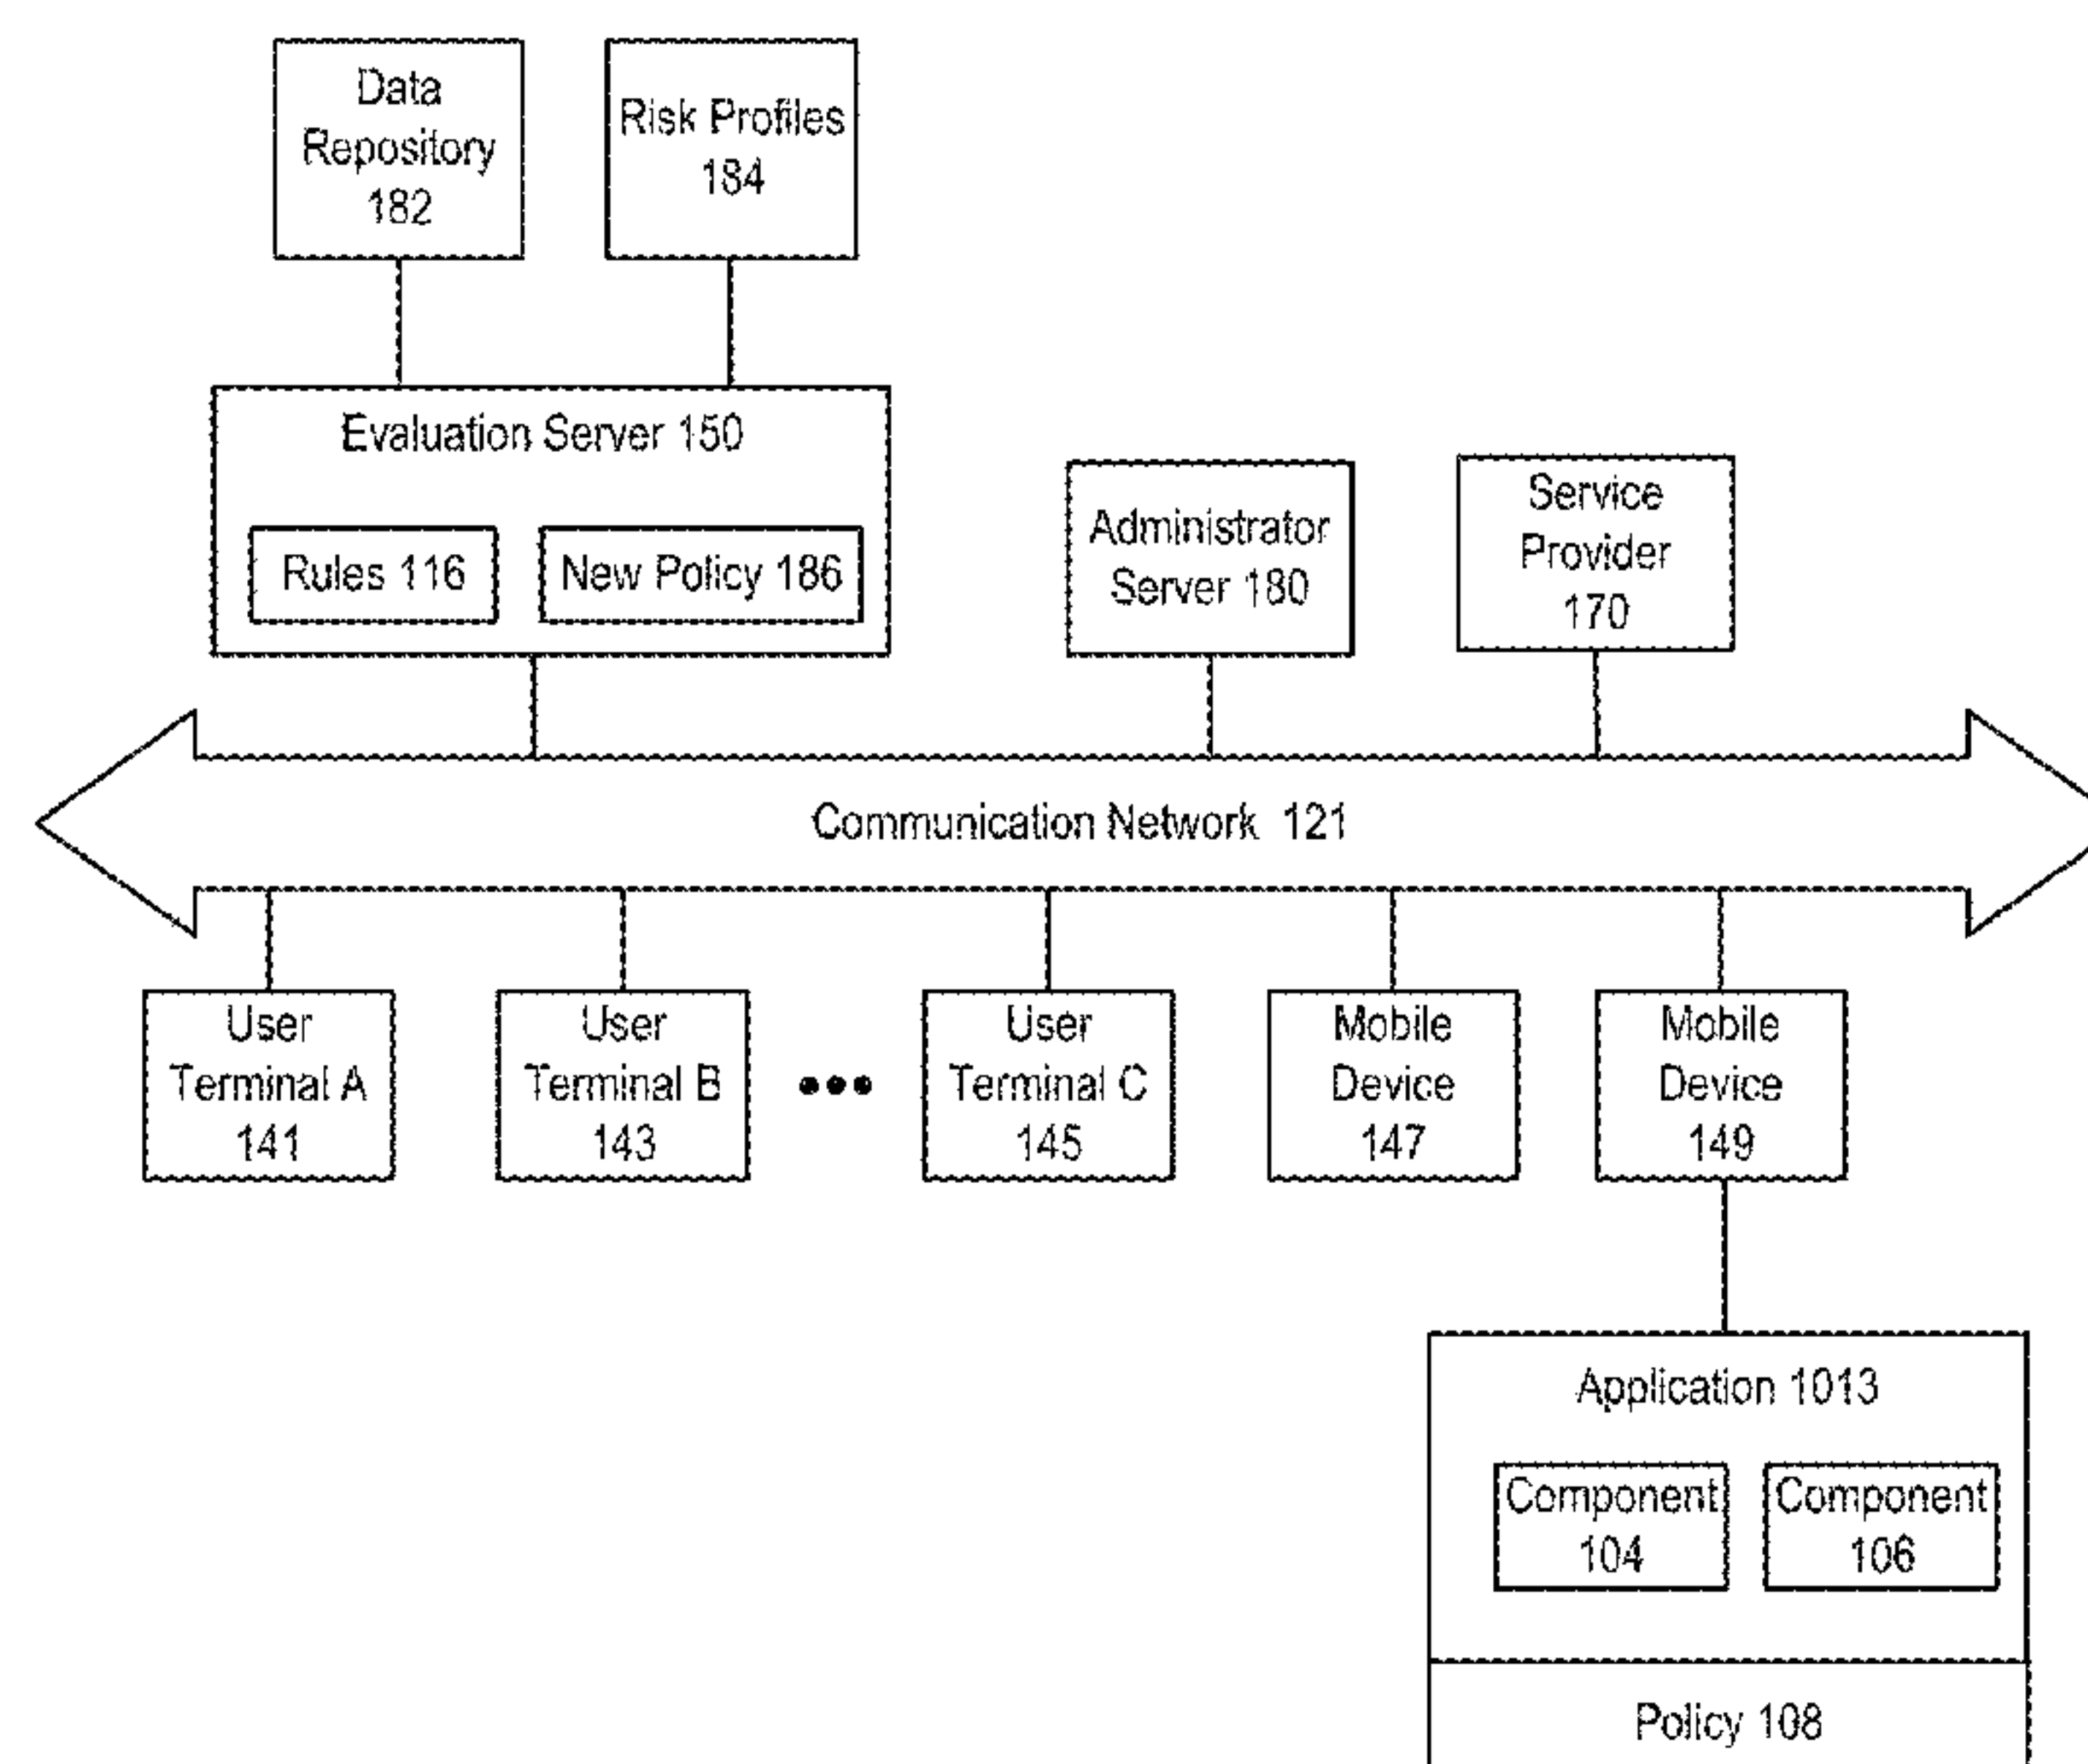 Data
Repository
182
Risk Profiles
184
Evaluation Server 150
Rules 116
New Policy 186
Administrator
Server 180
Service
Provider
170
Communication Network 121
User
Terminal A
141
User
Terminal B
143
User
Terminal C
145
Mobile
Device
147
Mobile
Device
149
Application 1013
Component
104
Component
106
Policy 108